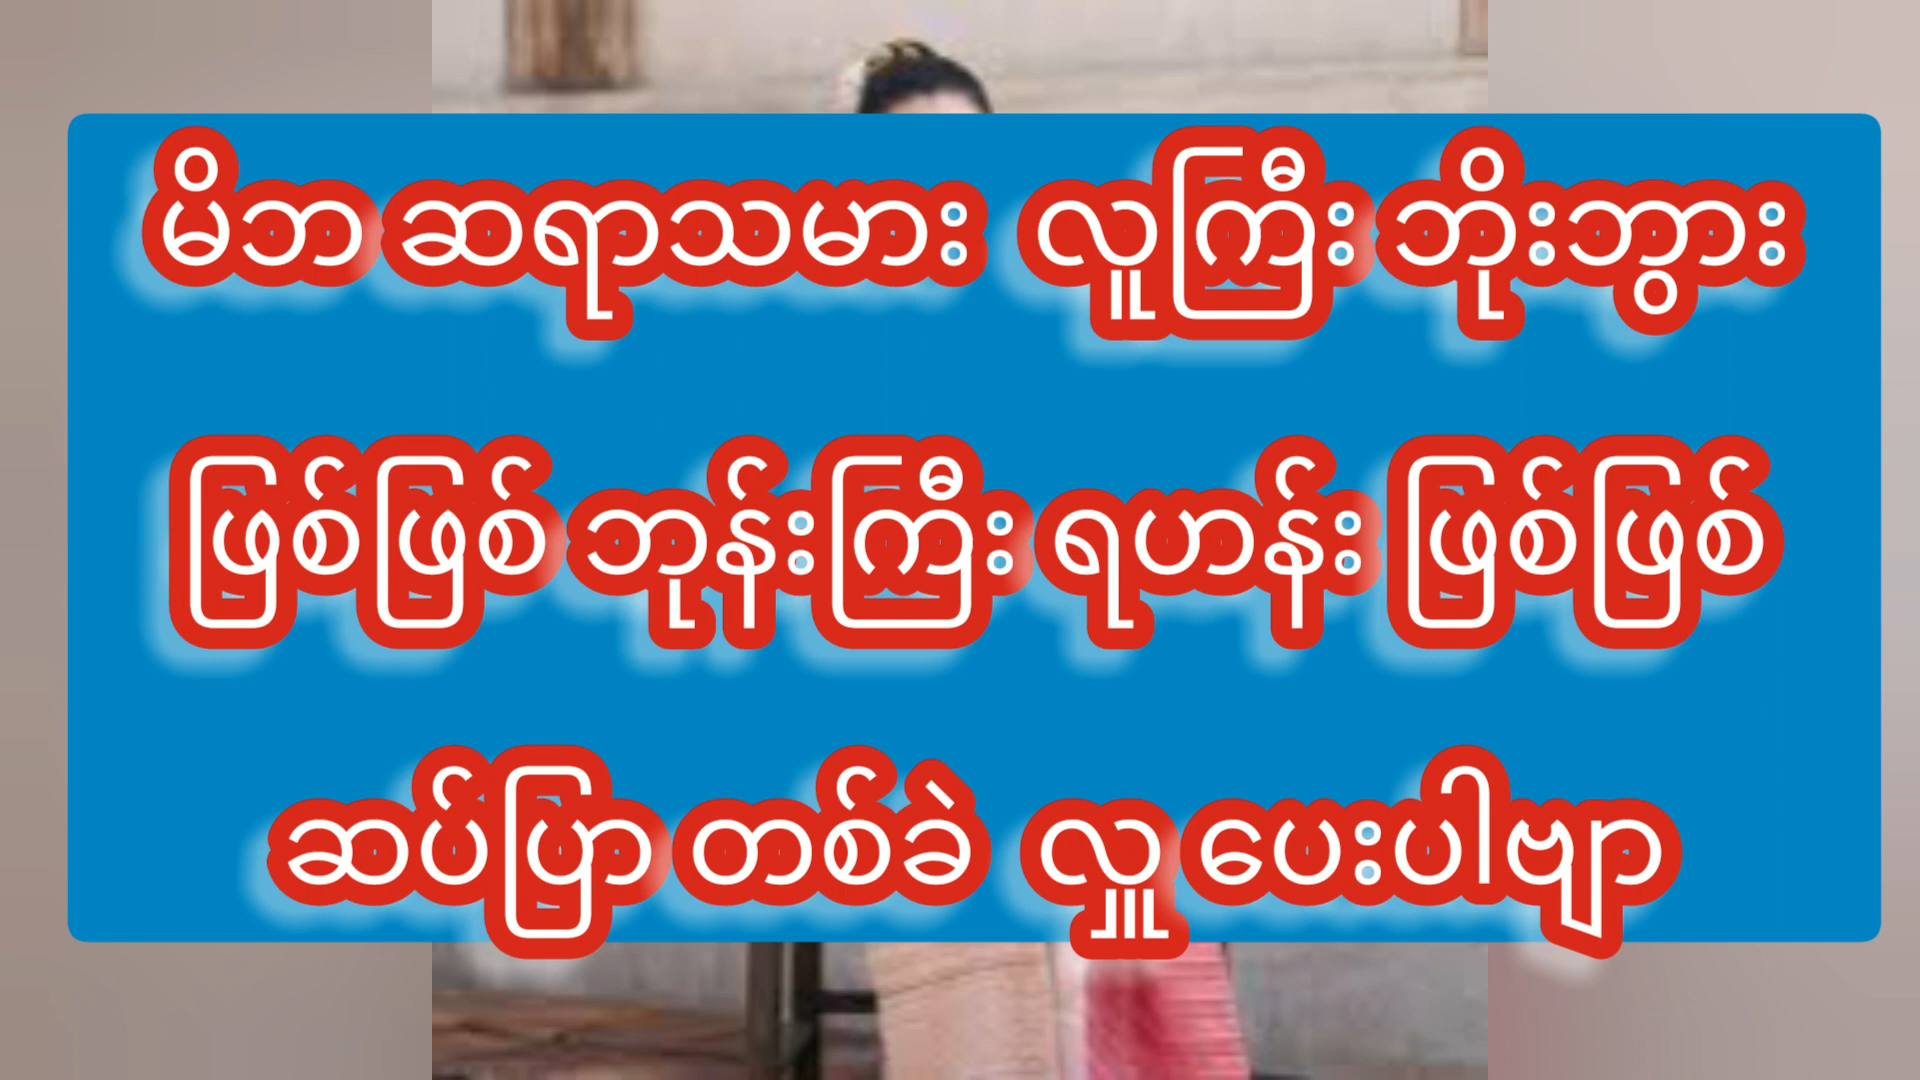 မိဘ ဆရာသမား လူကြီး ဘိုးဘွား
ဖြစ်ဖြစ် ဘုန်းကြီး ရဟန်း ဖြစ်ဖြစ်
ဆပ်ပြာ တစ်ခဲ လှူ ပေးပါဗျာ